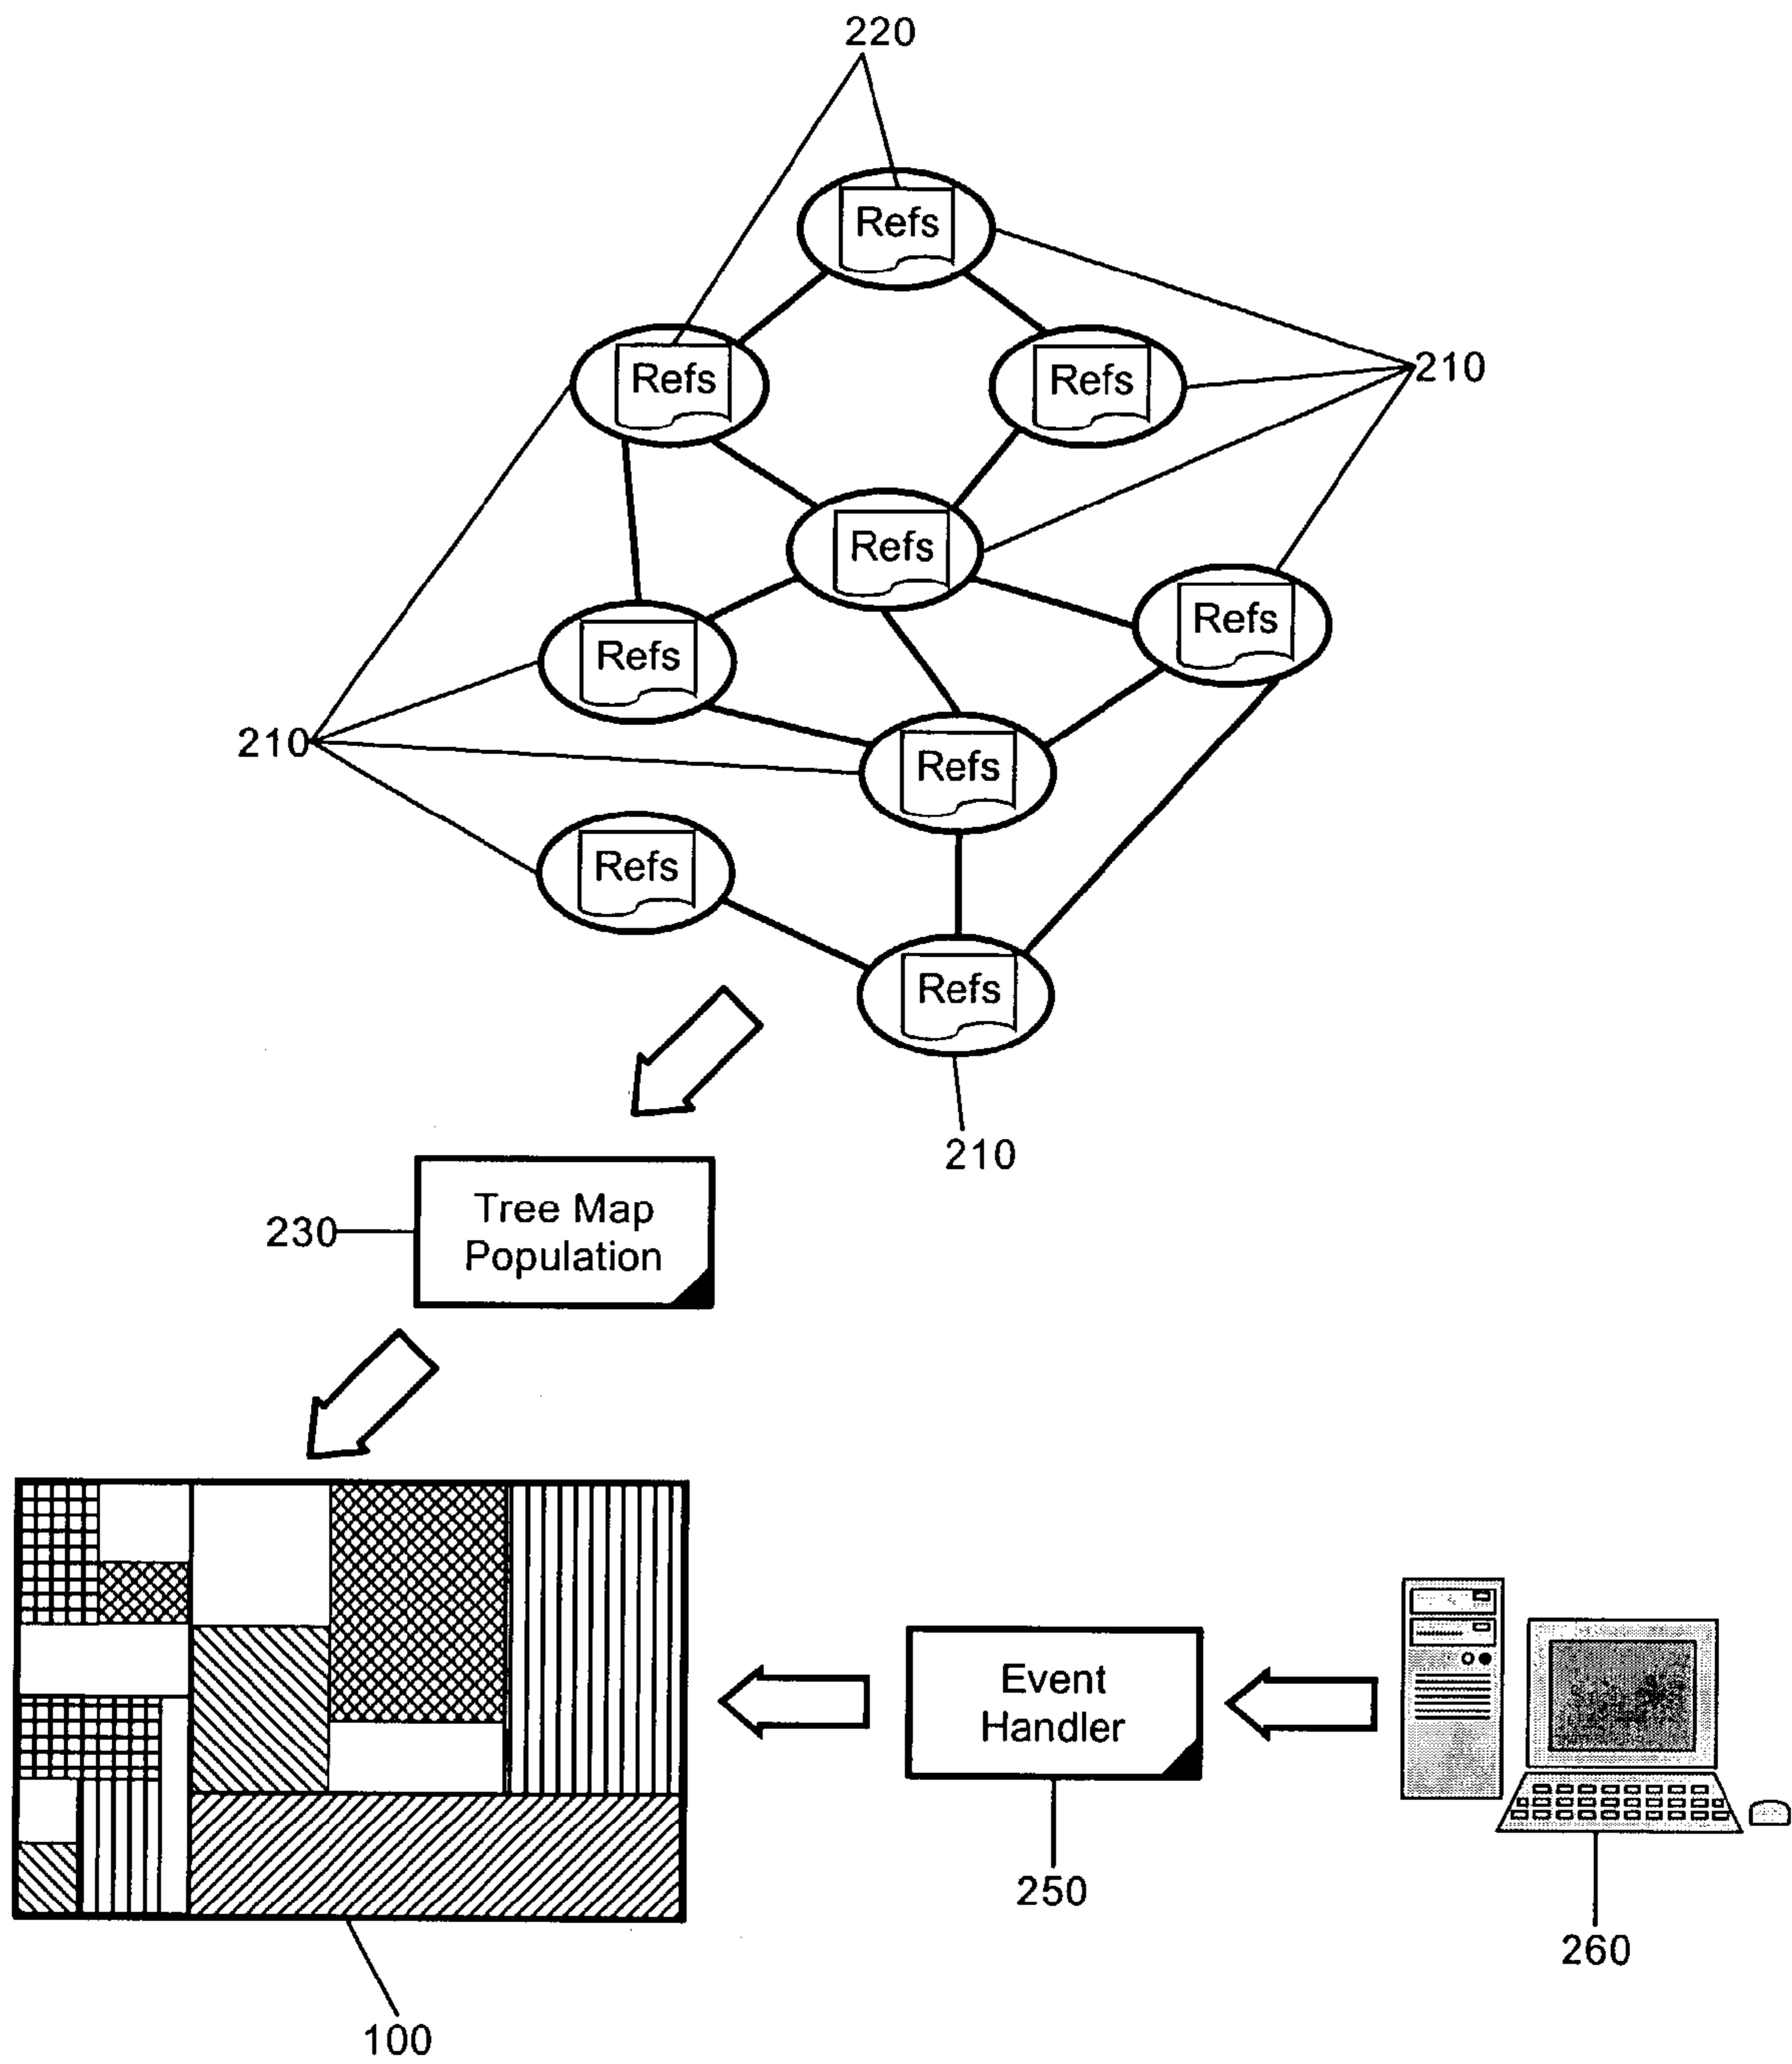 220
Refs
Refs
Refs
210
Refs
Refs
Refs
210
Refs
Refs
Refs
210
Tree Map
Population
230
Event
Handler
250
260
100